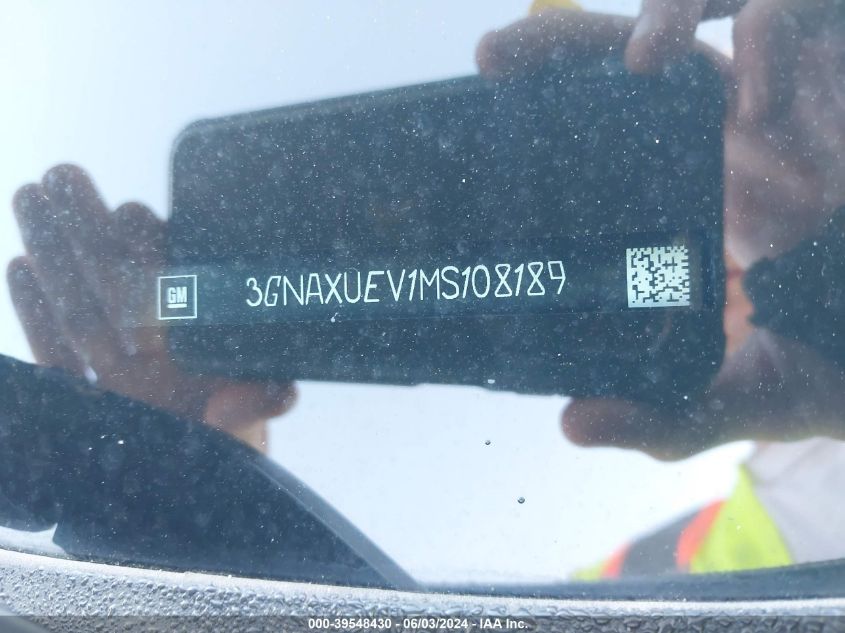 GM
3GNAXUEV1MS108189
000-39548430 - 06/03/2024 - IAA Inc.